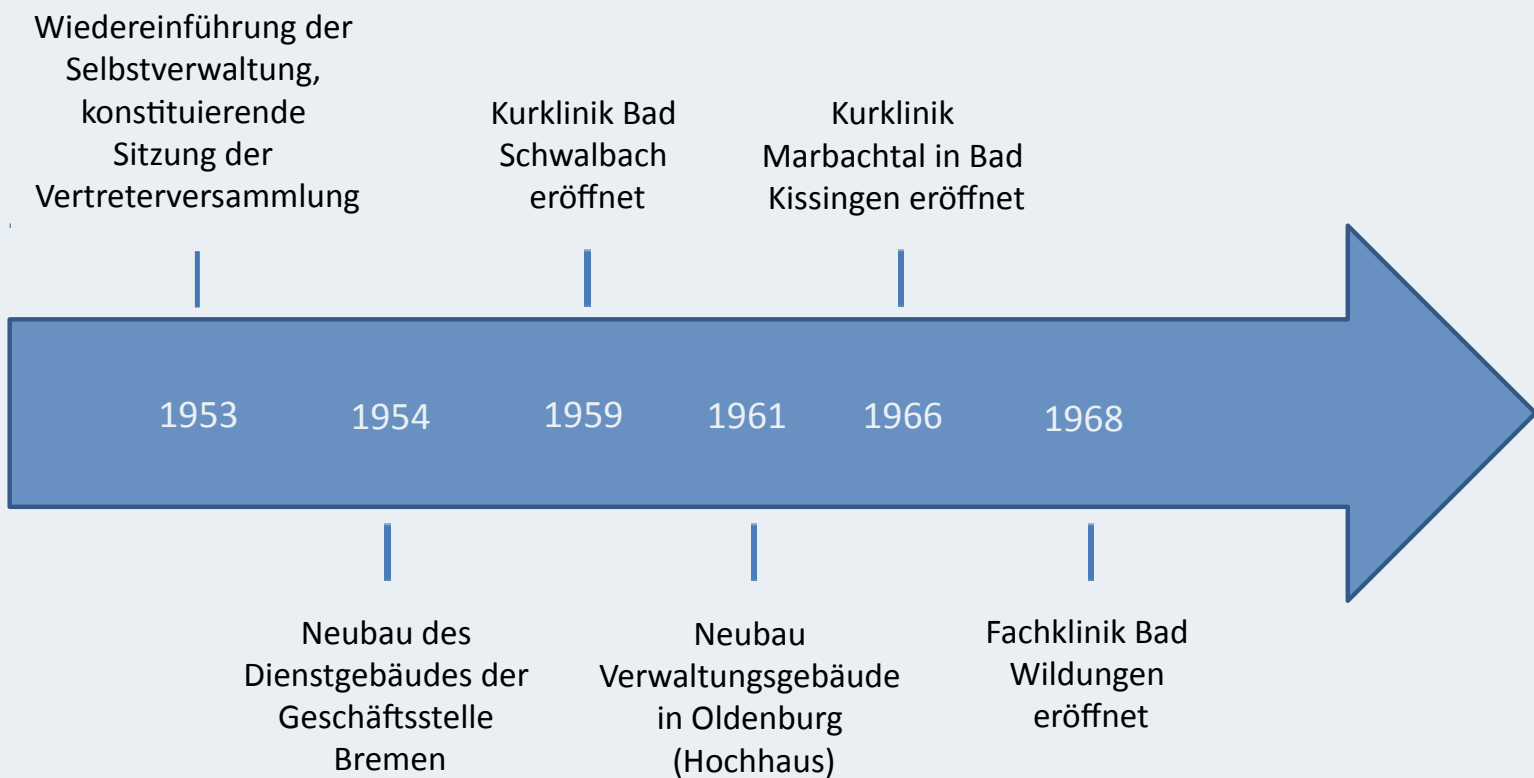 Wiedereinführung der
Selbstverwaltung,
konstituierende
Sitzung der
Vertreterversammlung
Kurklinik Bad
Schwalbach
eröffnet
Kurklinik
Marbachtal in Bad
Kissingen eröffnet
1953
1954
1959
1961
1966
1968
Neubau des
Dienstgebäudes der
Geschäftsstelle
Bremen
Neubau
Verwaltungsgebäude
in Oldenburg
(Hochhaus)
Fachklinik Bad
Wildungen
eröffnet